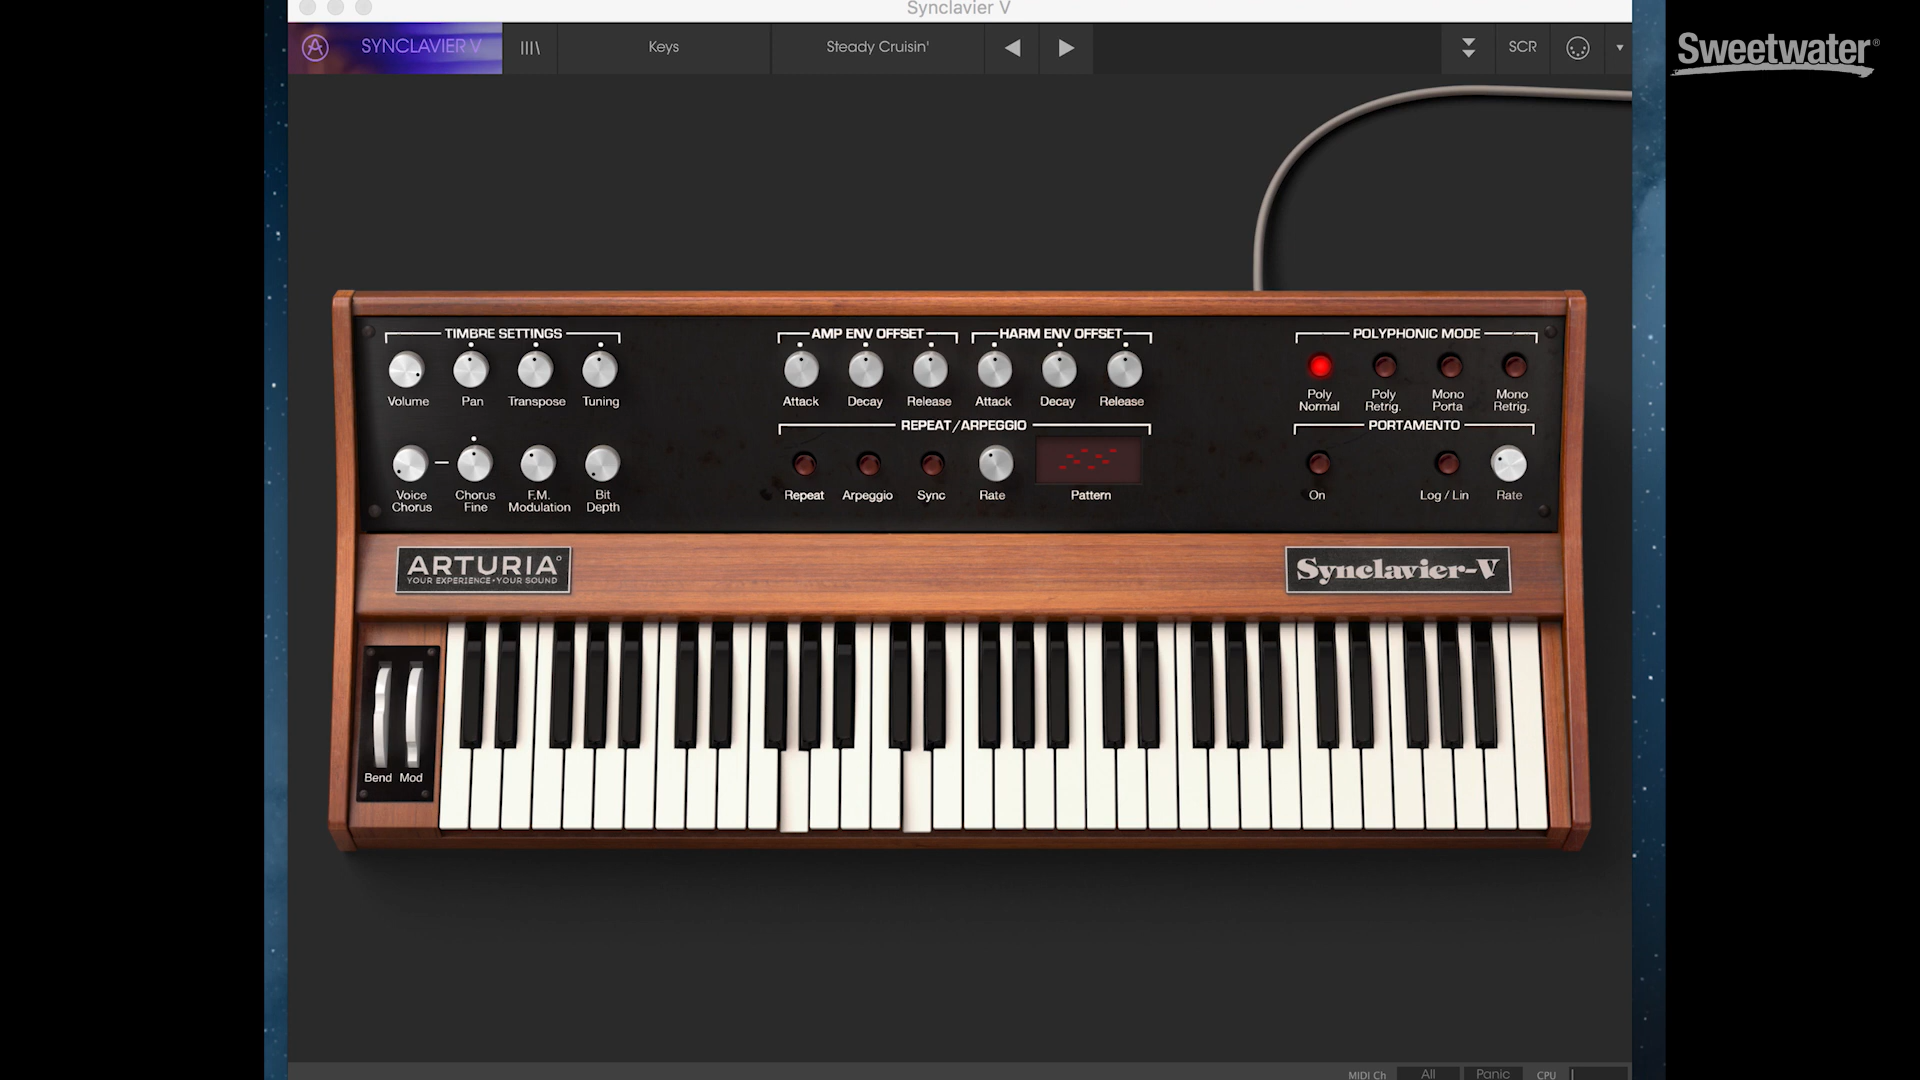 Synclavier V
SYNCLAVIER V
Keys
Steady Cruisin'
SCR
Sweetwater®
TIMBRE SETTINGS
AMP ENV OFFSET
HARM ENV OFFSET
POLYPHONIC MODE
Volume
Pan
Transpose
Tuning
Attack
Decay
Release
Attack
Decay
Release
Poly
Normal
Poly
Retrig.
Mono
Porta
Mono
Retrig.
REPEAT/ARPEGGIO
PORTAMENTO
Voice
Chorus
Chorus
Fine
F.M.
Modulation
Bit
Depth
Repeat
Arpeggio
Sync
Rate
Pattern
On
Log / Lin
Rate
ARTURIA
YOUR EXPERIENCE•YOUR SOUND
Synclavier-V
Bend
Mod
MIDI Ch
All
Panic
CPU